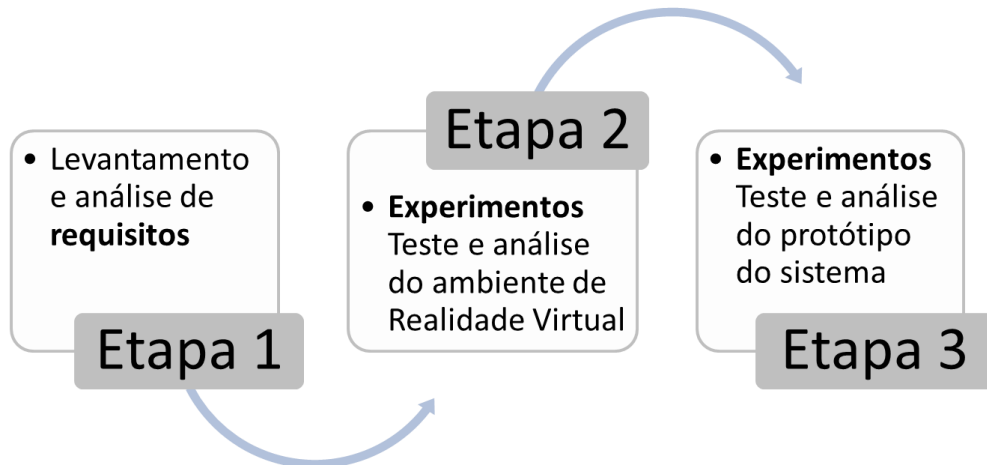 • Levantamento
e análise de
requisitos
Etapa 1
Etapa 2
• Experimentos
Teste e análise
do ambiente de
Realidade Virtual
• Experimentos
Teste e análise
do protótipo
do sistema
Etapa 3